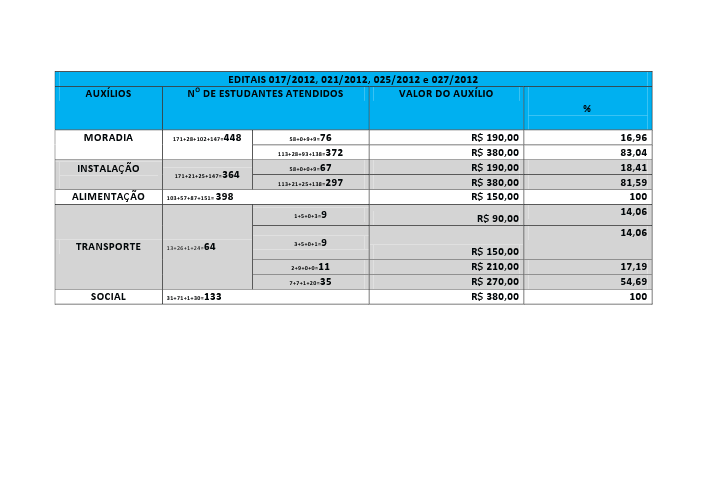 EDITAIS 017/2012, 021/2012, 025/2012 e 027/2012
AUXÍLIOS Nº DE ESTUDANTES ATENDIDOS VALOR DO AUXÍLIO %
MORADIA 171+28+102+147=448 58+0+9+9=76 R$ 190,00 16,96
113+28+93+138=372 R$ 380,00 83,04
INSTALAÇÃO 171+21+25+147=364 58+0+0+9=67 R$ 190,00 18,41
113+21+25+138=297 R$ 380,00 81,59
ALIMENTAÇÃO 103+57+87+151= 398 R$ 150,00 100
TRANSPORTE 13+26+1+24=64 1+5+0+3=9 R$ 90,00 14,06
3+5+0+1=9 R$ 150,00 14,06
2+9+0+0=11 R$ 210,00 17,19
7+7+1+20=35 R$ 270,00 54,69
SOCIAL 31+71+1+30=133 R$ 380,00 100